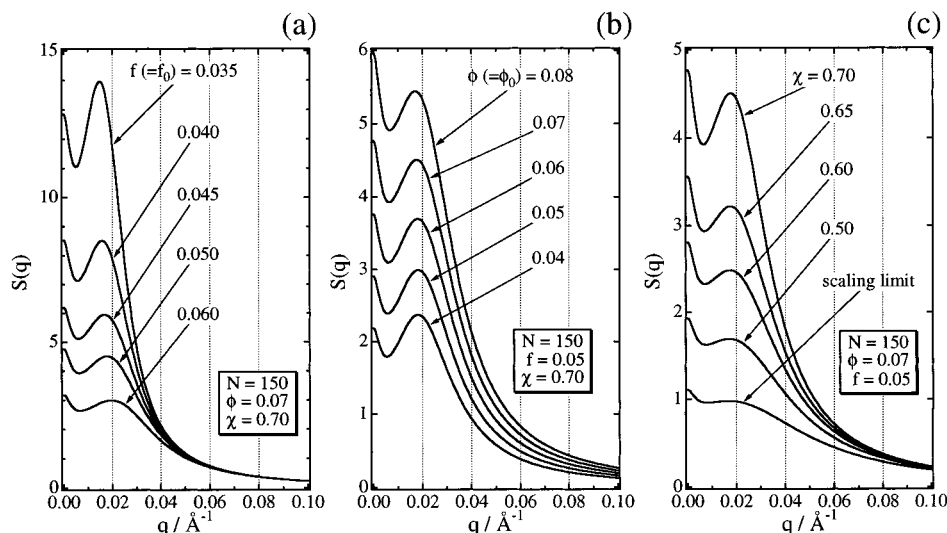 (a)
15
10
5
0
S(q)
f (=f0) = 0.035
0.040
0.045
0.050
0.060
N = 150
ϕ = 0.07
χ = 0.70
0.00 0.02 0.04 0.06 0.08 0.10
q / Å-1
(b)
6
5
4
3
2
1
0
S(q)
ϕ (=ϕ0) = 0.08
0.07
0.06
0.05
0.04
N = 150
f = 0.05
χ = 0.70
0.00 0.02 0.04 0.06 0.08 0.10
q / Å-1
(c)
5
4
3
2
1
0
S(q)
χ = 0.70
0.65
0.60
0.50
scaling limit
N = 150
ϕ = 0.07
f = 0.05
0.00 0.02 0.04 0.06 0.08 0.10
q / Å-1